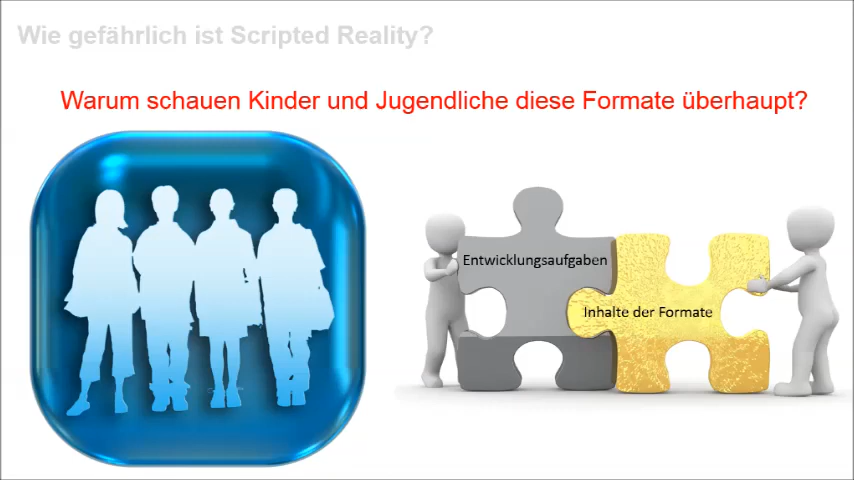 Wie gefährlich ist Scripted Reality?
Warum schauen Kinder und Jugendliche diese Formate überhaupt?
Entwicklungsaufgaben
Inhalte der Formate